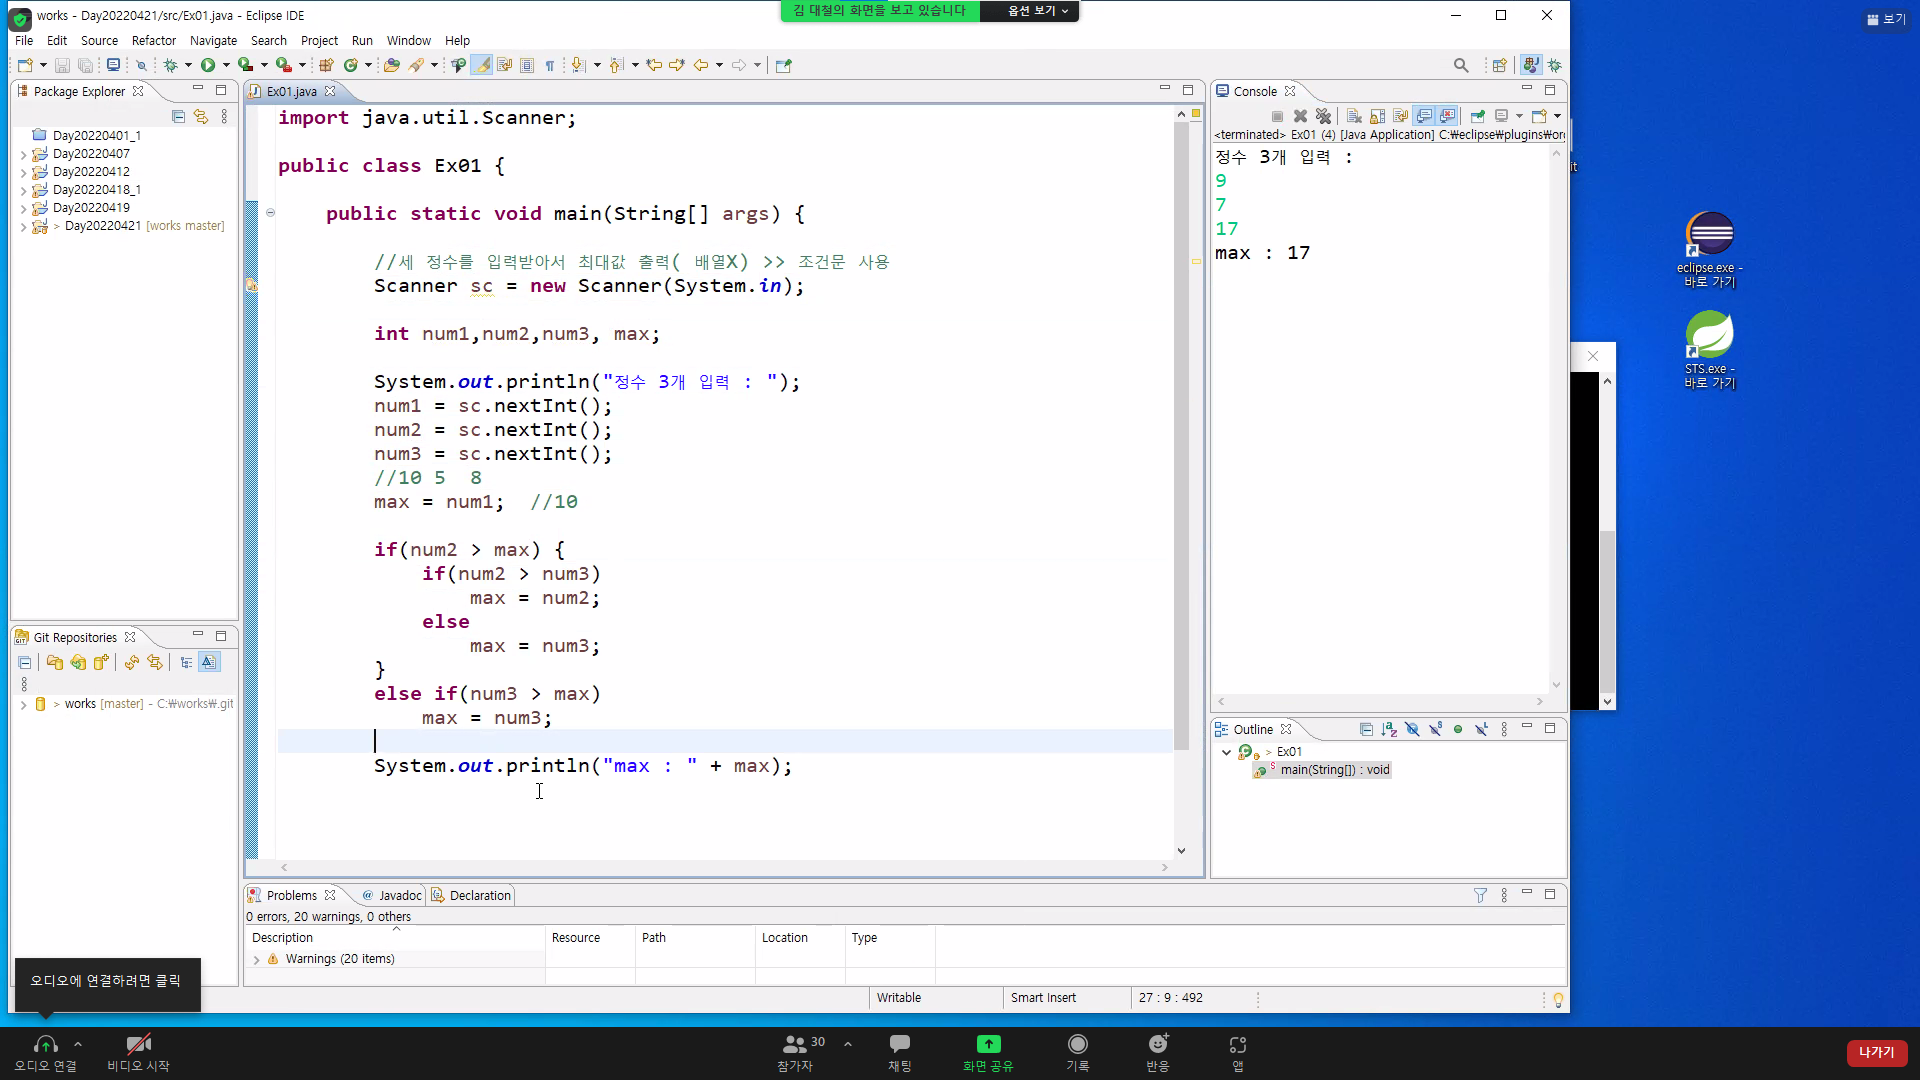 works - Day20220421/src/Ex01.java - Eclipse IDE
김 대철의 화면을 보고 있습니다
옵션 보기
보기
File Edit Source Refactor Navigate Search Project Run Window Help
Package Explorer
Day20220401_1
Day20220407
Day20220412
Day20220418_1
Day20220419
> Day20220421 [works master]
Git Repositories
> works [master] - C:₩works₩.git
Ex01.java
import java.util.Scanner;
public class Ex01 {
public static void main(String[] args) {
//세 정수를 입력받아서 최대값 출력( 배열X) >> 조건문 사용
Scanner sc = new Scanner(System.in);
int num1,num2,num3, max;
System.out.println("정수 3개 입력 : ");
num1 = sc.nextInt();
num2 = sc.nextInt();
num3 = sc.nextInt();
//10 5  8
max = num1;  //10
if(num2 > max) {
if(num2 > num3)
max = num2;
else
max = num3;
}
else if(num3 > max)
max = num3;
System.out.println("max : " + max);
Console
<terminated> Ex01 (4) [Java Application] C:₩eclipse₩plugins₩or
정수 3개 입력 :
9
7
17
max : 17
Outline
> Ex01
main(String[]) : void
Problems
@ Javadoc
Declaration
0 errors, 20 warnings, 0 others
Description Resource Path Location Type
Warnings (20 items)
Writable
Smart Insert
27 : 9 : 492
eclipse.exe -
바로 가기
STS.exe -
바로 가기
it
오디오에 연결하려면 클릭
오디오 연결
비디오 시작
30
참가자
채팅
화면 공유
기록
반응
앱
나가기